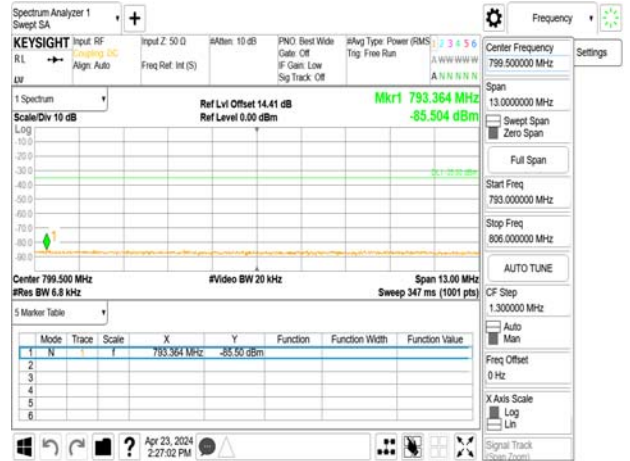 Spectrum Analyzer 1
Swept SA
+
Frequency
KEYSIGHT
RL
Input: RF
Coupling: DC
Align: Auto
Input Z: 50 Ω
Freq Ref: Int (S)
#Atten: 10 dB
PNO: Best Wide
Gate: Off
IF Gain: Low
Sig Track: Off
#Avg Type: Power (RMS
Trig: Free Run
1 2 3 4 5 6
A W W W W W
A N N N N N
Center Frequency
799.500000 MHz
Settings
Span
13.0000000 MHz
Swept Span
Zero Span
Full Span
Start Freq
793.000000 MHz
Stop Freq
806.000000 MHz
AUTO TUNE
CF Step
1.300000 MHz
Auto
Man
Freq Offset
0 Hz
X Axis Scale
Log
Lin
Signal Track
(Span Zoom)
1 Spectrum
Scale/Div 10 dB
Ref Lvl Offset 14.41 dB
Ref Level 0.00 dBm
Mkr1 793.364 MHz
-85.504 dBm
Log
-10.0
-20.0
-30.0
-40.0
-50.0
-60.0
-70.0
-80.0
-90.0
1
Center 799.500 MHz
#Res BW 6.8 kHz
#Video BW 20 kHz
Span 13.00 MHz
Sweep 347 ms (1001 pts)
5 Marker Table
Mode Trace Scale X Y Function Function Width Function Value
1 N 1 f 793.364 MHz -85.50 dBm
2
3
4
5
6
?
Apr 23, 2024
2:27:02 PM